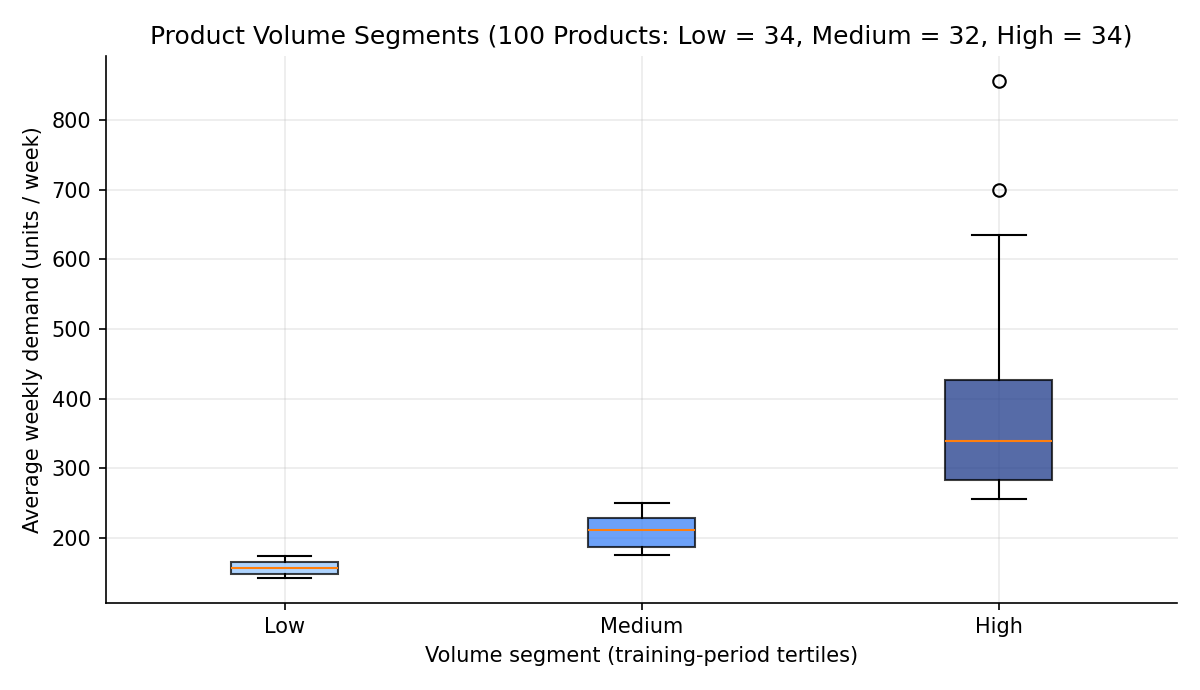 Product Volume Segments (100 Products: Low = 34, Medium = 32, High = 34)
Average weekly demand (units / week)
800
700
600
500
400
300
200
Low
Medium
High
Volume segment (training-period tertiles)